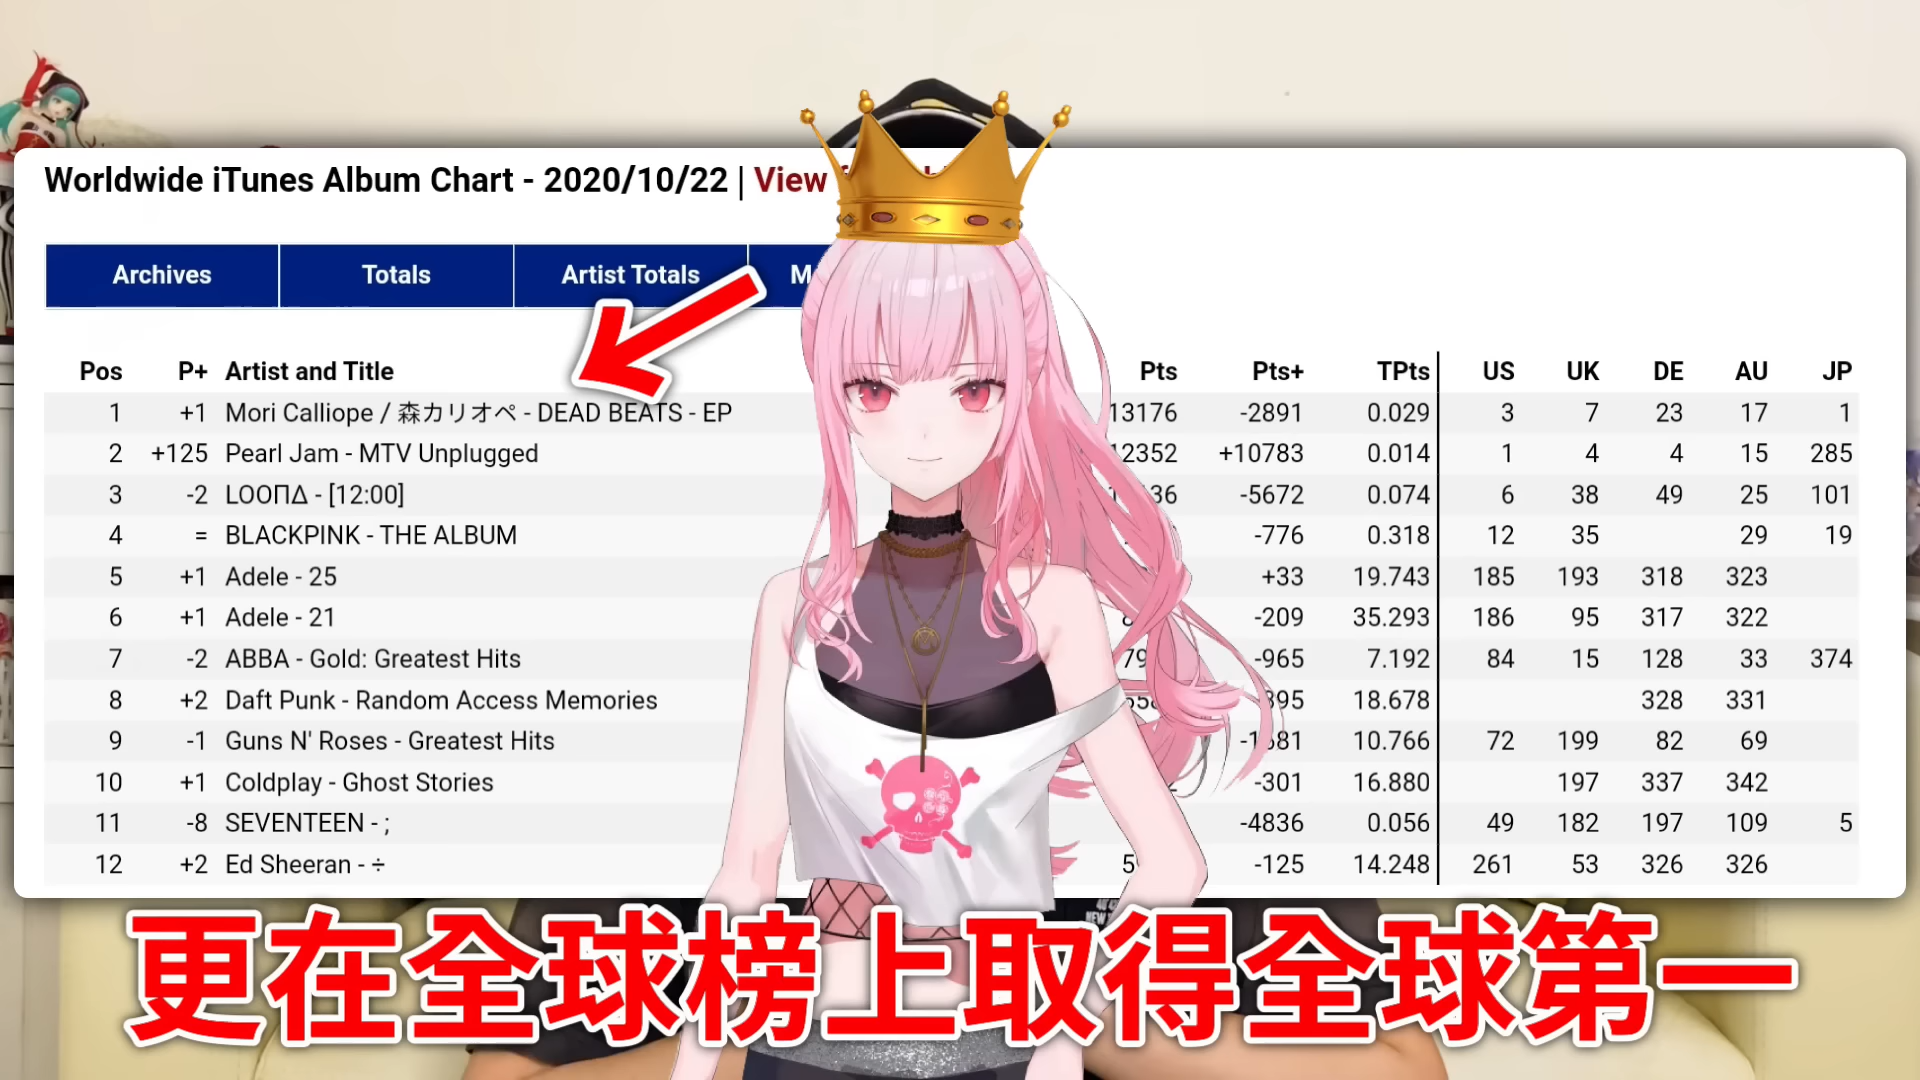 Worldwide iTunes Album Chart - 2020/10/22 | View
Archives Totals Artist Totals
Pos P+ Artist and Title Pts Pts+ TPts US UK DE AU JP
1 +1 Mori Calliope / 森カリオペ - DEAD BEATS - EP 13176 -2891 0.029 3 7 23 17 1
2 +125 Pearl Jam - MTV Unplugged 12352 +10783 0.014 1 4 4 15 285
3 -2 LOOΠΔ - [12:00] -5672 0.074 6 38 49 25 101
4 = BLACKPINK - THE ALBUM -776 0.318 12 35 29 19
5 +1 Adele - 25 +33 19.743 185 193 318 323
6 +1 Adele - 21 -209 35.293 186 95 317 322
7 -2 ABBA - Gold: Greatest Hits -965 7.192 84 15 128 33 374
8 +2 Daft Punk - Random Access Memories 18.678 328 331
9 -1 Guns N' Roses - Greatest Hits 10.766 72 199 82 69
10 +1 Coldplay - Ghost Stories -301 16.880 197 337 342
11 -8 SEVENTEEN - ; -4836 0.056 49 182 197 109 5
12 +2 Ed Sheeran - ÷ -125 14.248 261 53 326 326
更在全球榜上取得全球第一